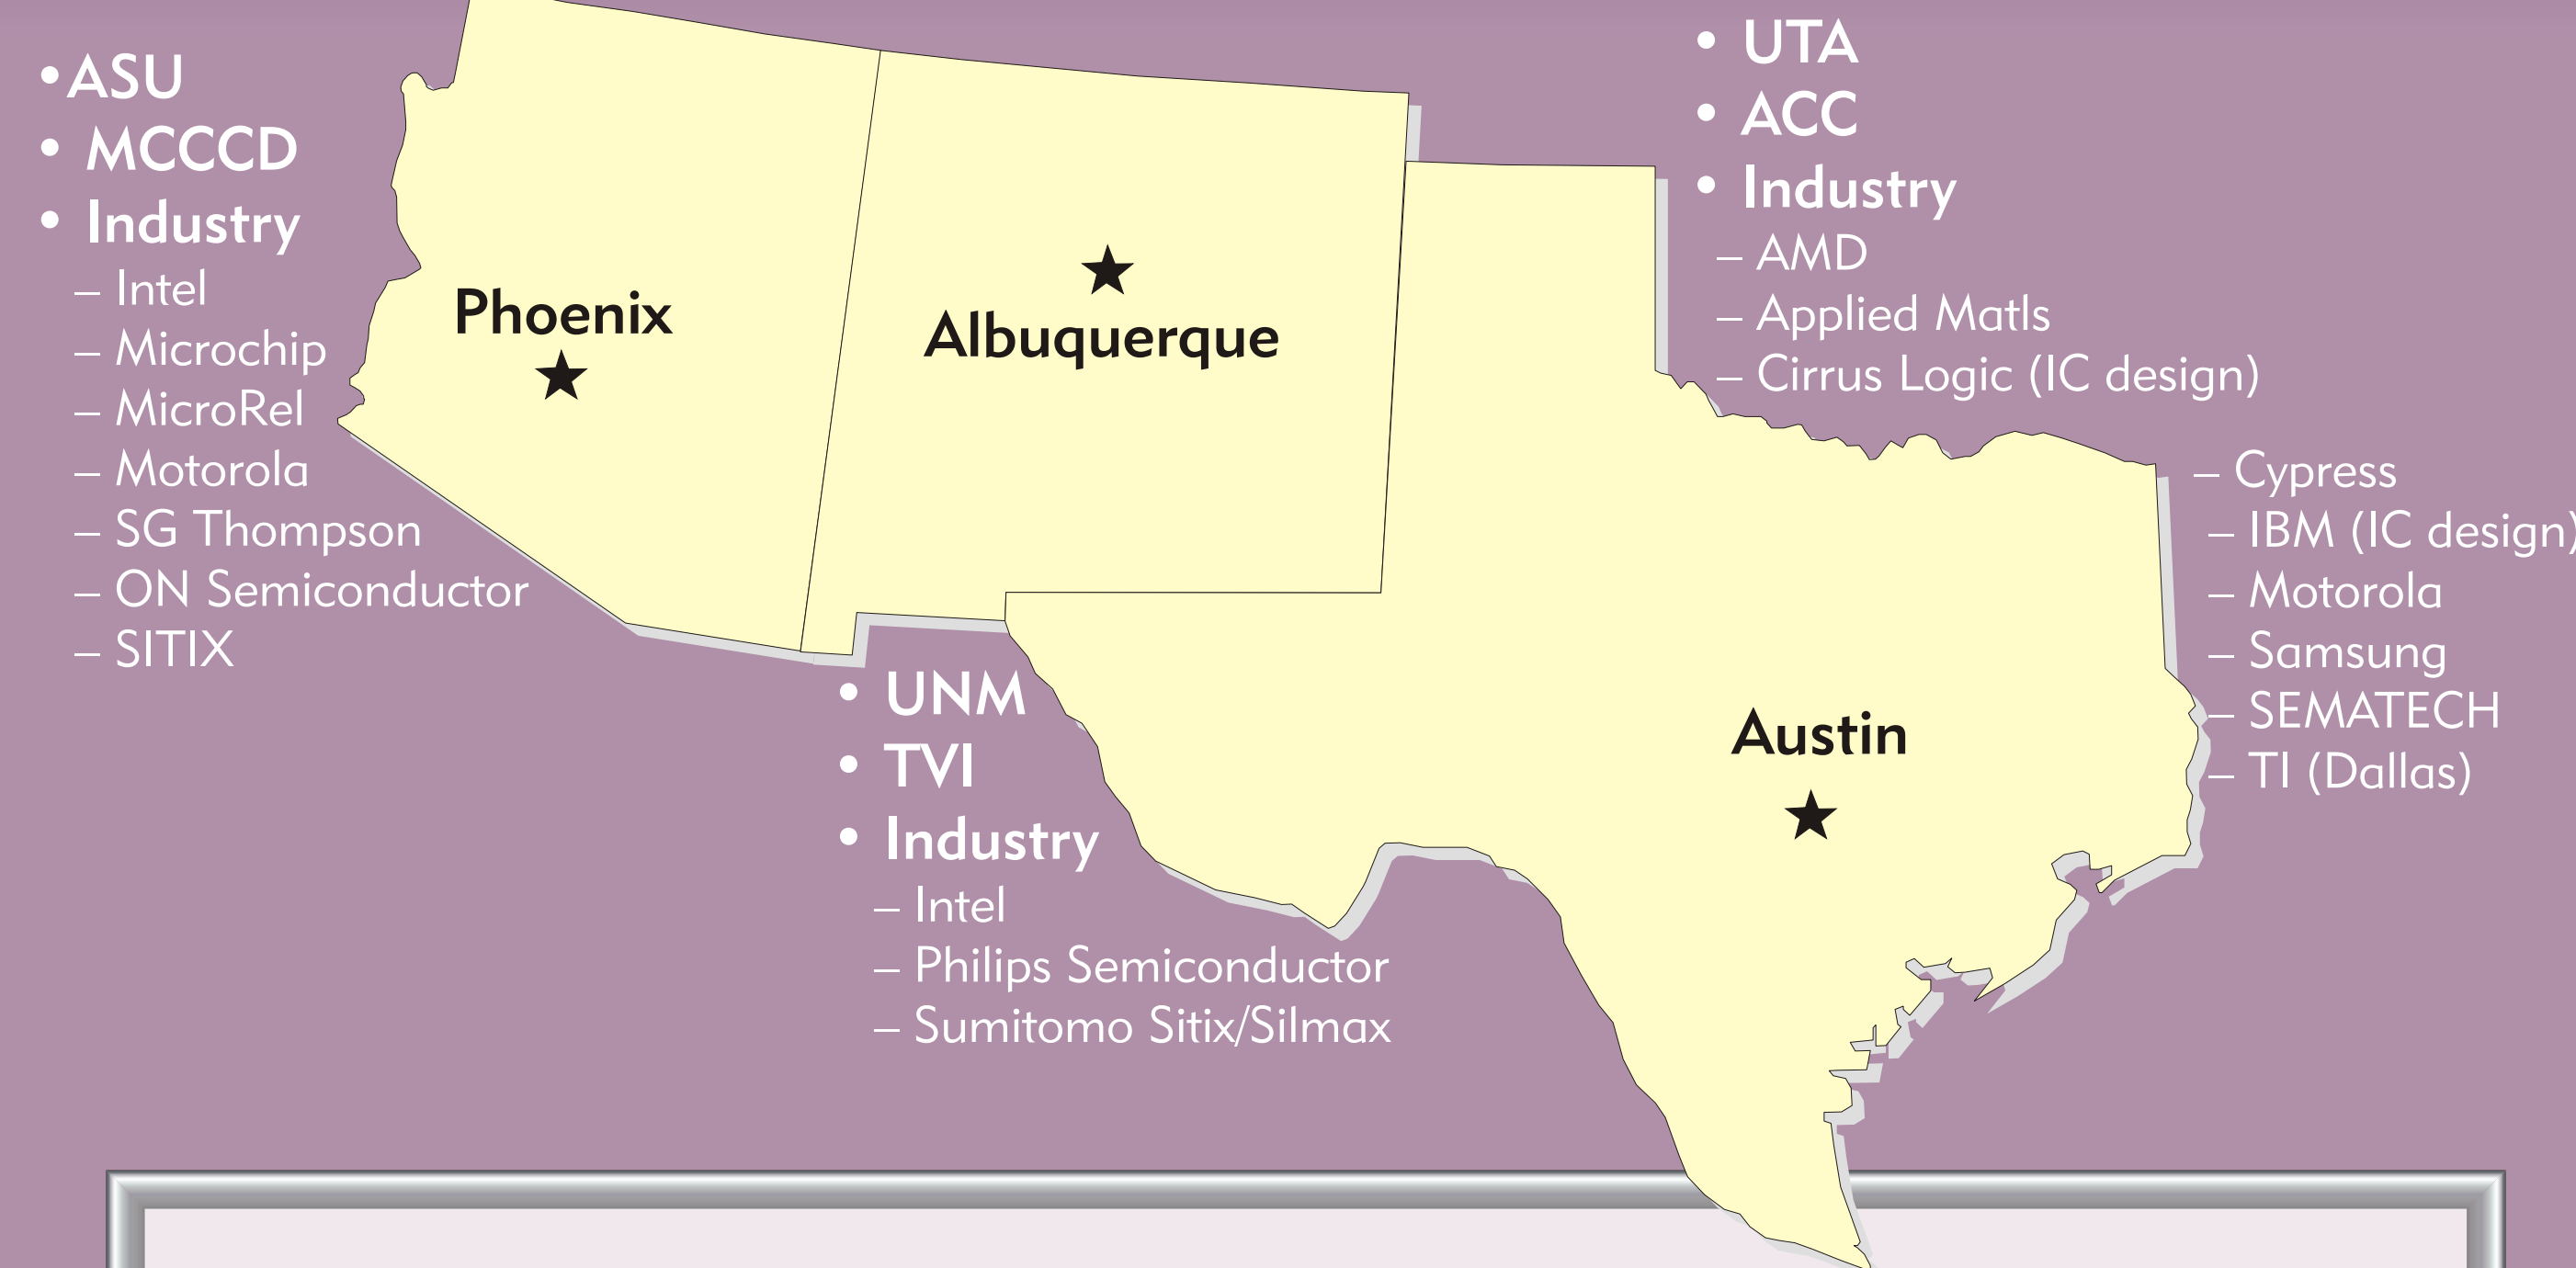 •ASU
• MCCCD
• Industry
– Intel
– Microchip
– MicroRel
– Motorola
– SG Thompson
– ON Semiconductor
– SITIX
Phoenix
Albuquerque
• UNM
• TVI
• Industry
– Intel
– Philips Semiconductor
– Sumitomo Sitix/Silmax
• UTA
• ACC
• Industry
– AMD
– Applied Matls
– Cirrus Logic (IC design)
– Cypress
– IBM (IC design)
– Motorola
– Samsung
– SEMATECH
– TI (Dallas)
Austin